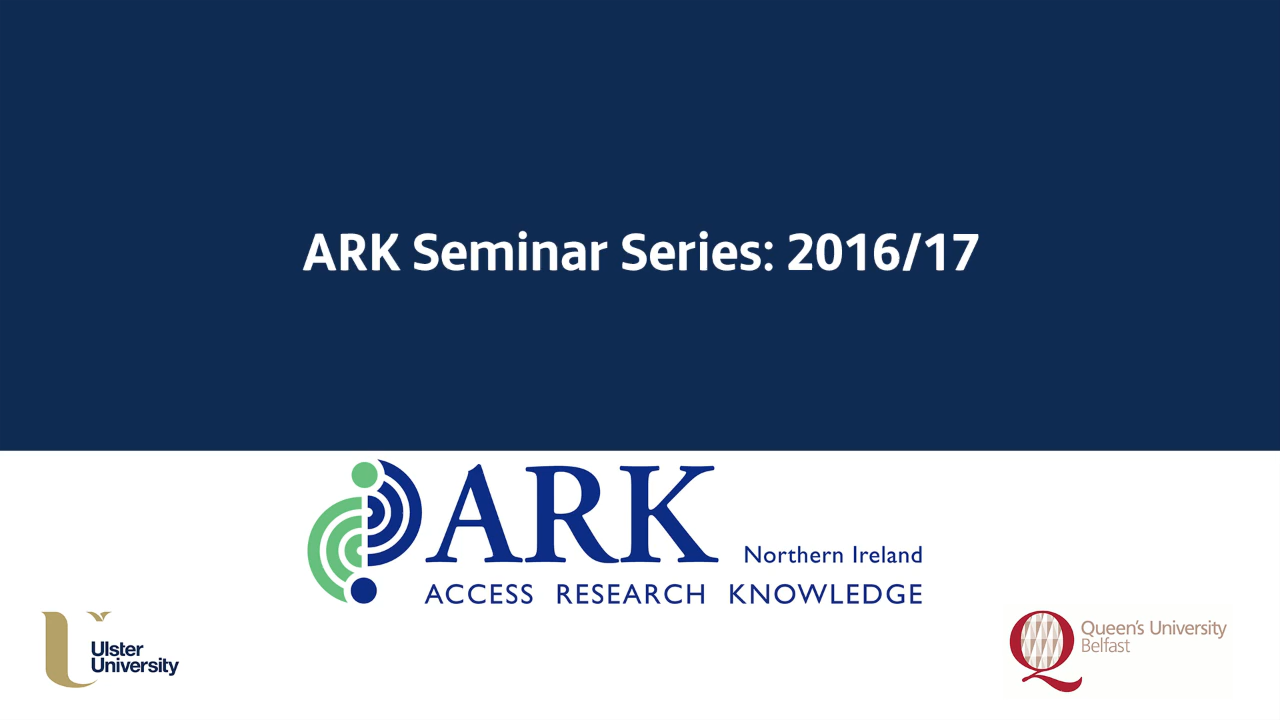 ARK Seminar Series: 2016/17
ARK
Northern Ireland
ACCESS RESEARCH KNOWLEDGE
Ulster
University
Queen's University
Belfast